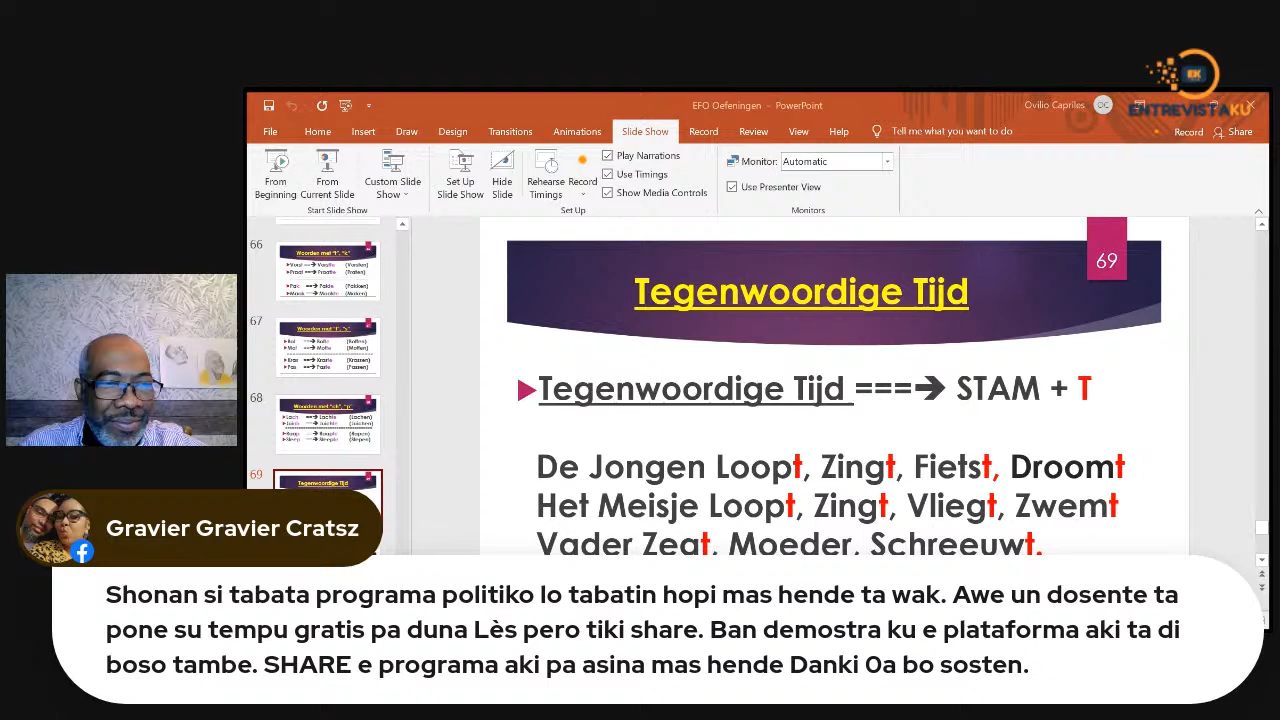 EK
ENTREVISTAKU
EFO Oefeningen - PowerPoint
Ovilio Capriles
OC
File Home Insert Draw Design Transitions Animations Slide Show Record Review View Help Tell me what you want to do
Record Share
From Beginning
From Current Slide
Custom Slide Show
Set Up Slide Show
Hide Slide
Rehearse Timings
Record
Play Narrations
Use Timings
Show Media Controls
Monitor: Automatic
Use Presenter View
Start Slide Show
Set Up
Monitors
66
67
68
69
Tegenwoordige Tijd
69
Tegenwoordige Tijd
Tegenwoordige Tijd ===➔ STAM + T
De Jongen Loopt, Zingt, Fietst, Droomt
Het Meisje Loopt, Zingt, Vliegt, Zwemt
Vader Zegt, Moeder, Schreeuwt.
Gravier Gravier Cratsz
Shonan si tabata programa politiko lo tabatin hopi mas hende ta wak. Awe un dosente ta
pone su tempu gratis pa duna Lès pero tiki share. Ban demostra ku e plataforma aki ta di
boso tambe. SHARE e programa aki pa asina mas hende Danki 0a bo sosten.